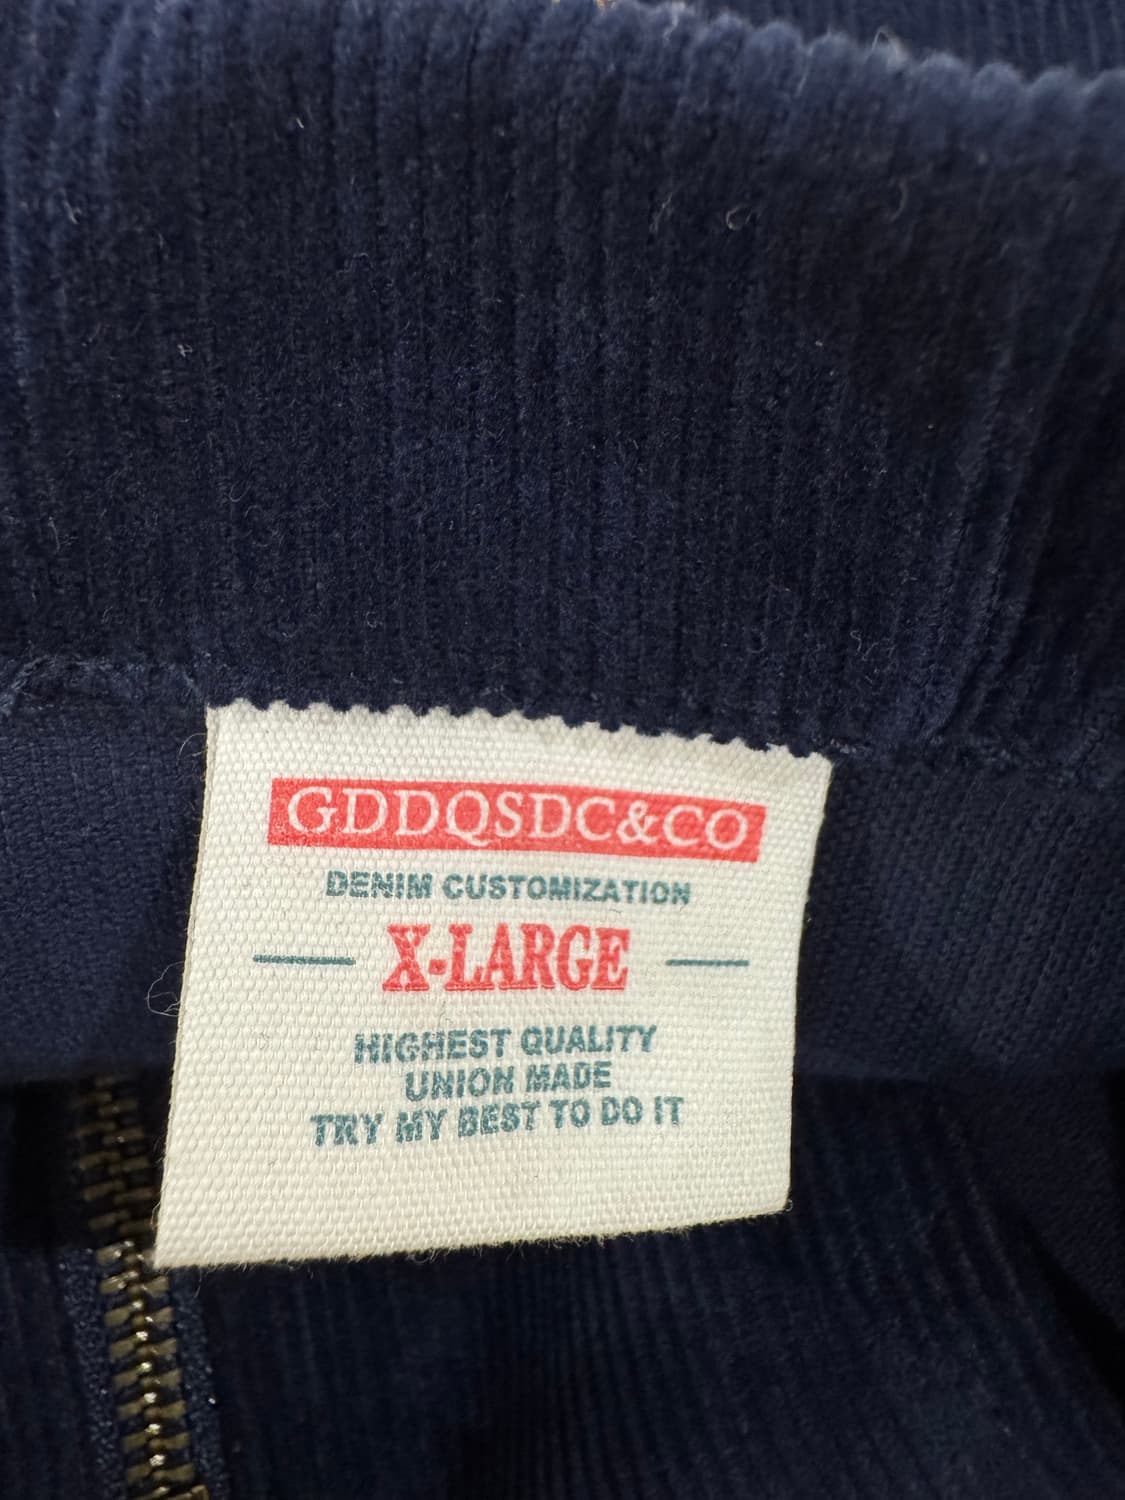 GDDQSDC&CO
DENIM CUSTOMIZATION
X-LARGE
HIGHEST QUALITY
UNION MADE
TRY MY BEST TO DO IT